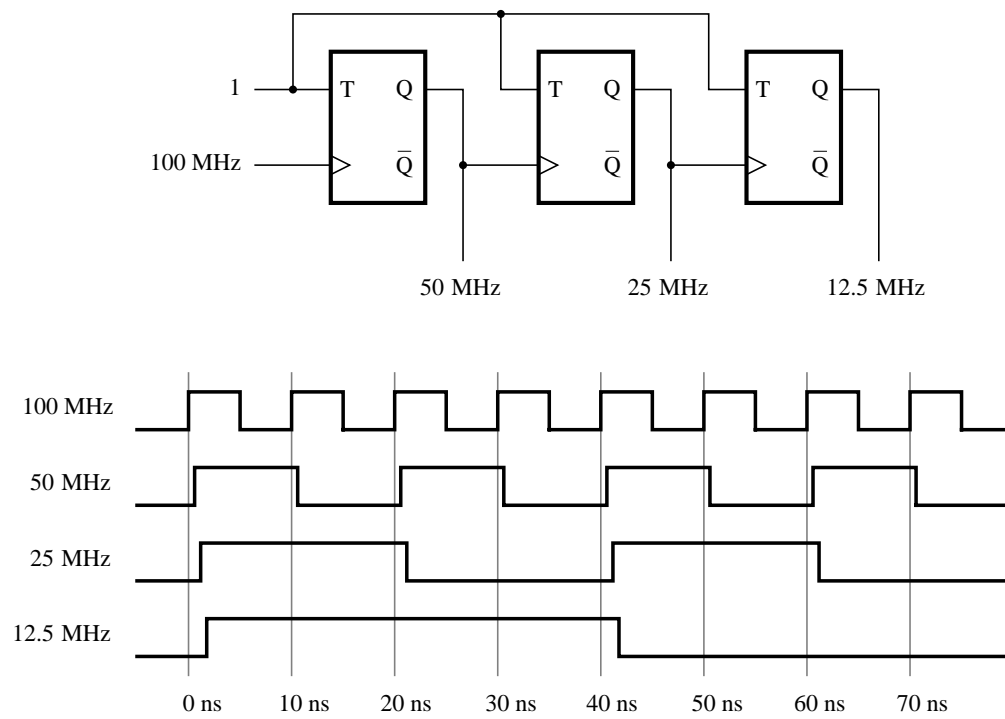 1
T Q T Q T Q
100 MHz
Q̅ Q̅ Q̅
50 MHz 25 MHz 12.5 MHz
100 MHz
50 MHz
25 MHz
12.5 MHz
0 ns 10 ns 20 ns 30 ns 40 ns 50 ns 60 ns 70 ns